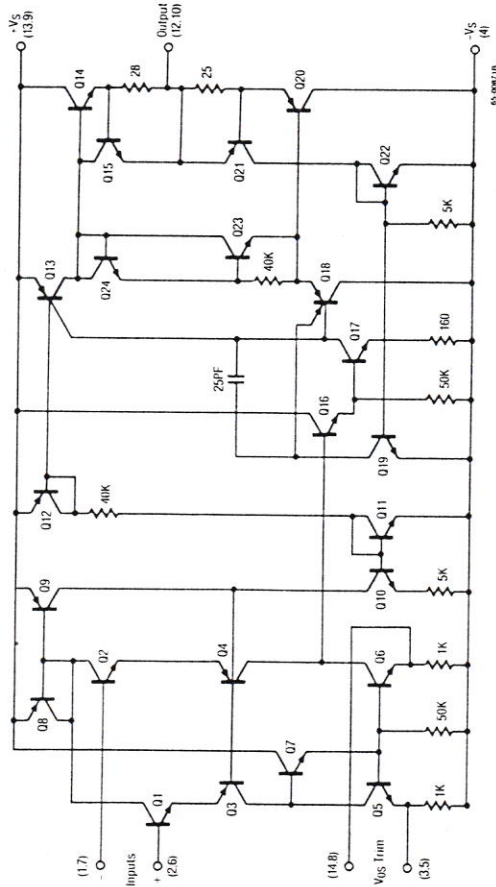 +VS
(13.9)
Q14
28
Output
(12,10)
25
Q20
-VS
(4)
Q15
Q21
Q22
5K
Q13
Q24
Q23
40K
Q18
Q17
160
25PF
Q16
50K
Q19
Q12
40K
Q11
Q9
Q10
5K
Q8
Q2
Q4
Q6
1K
Q7
50K
Q1
Q3
Q5
1K
(1.7)
-
Inputs
+
(2.6)
(14.8)
VOS Trim
(3.5)